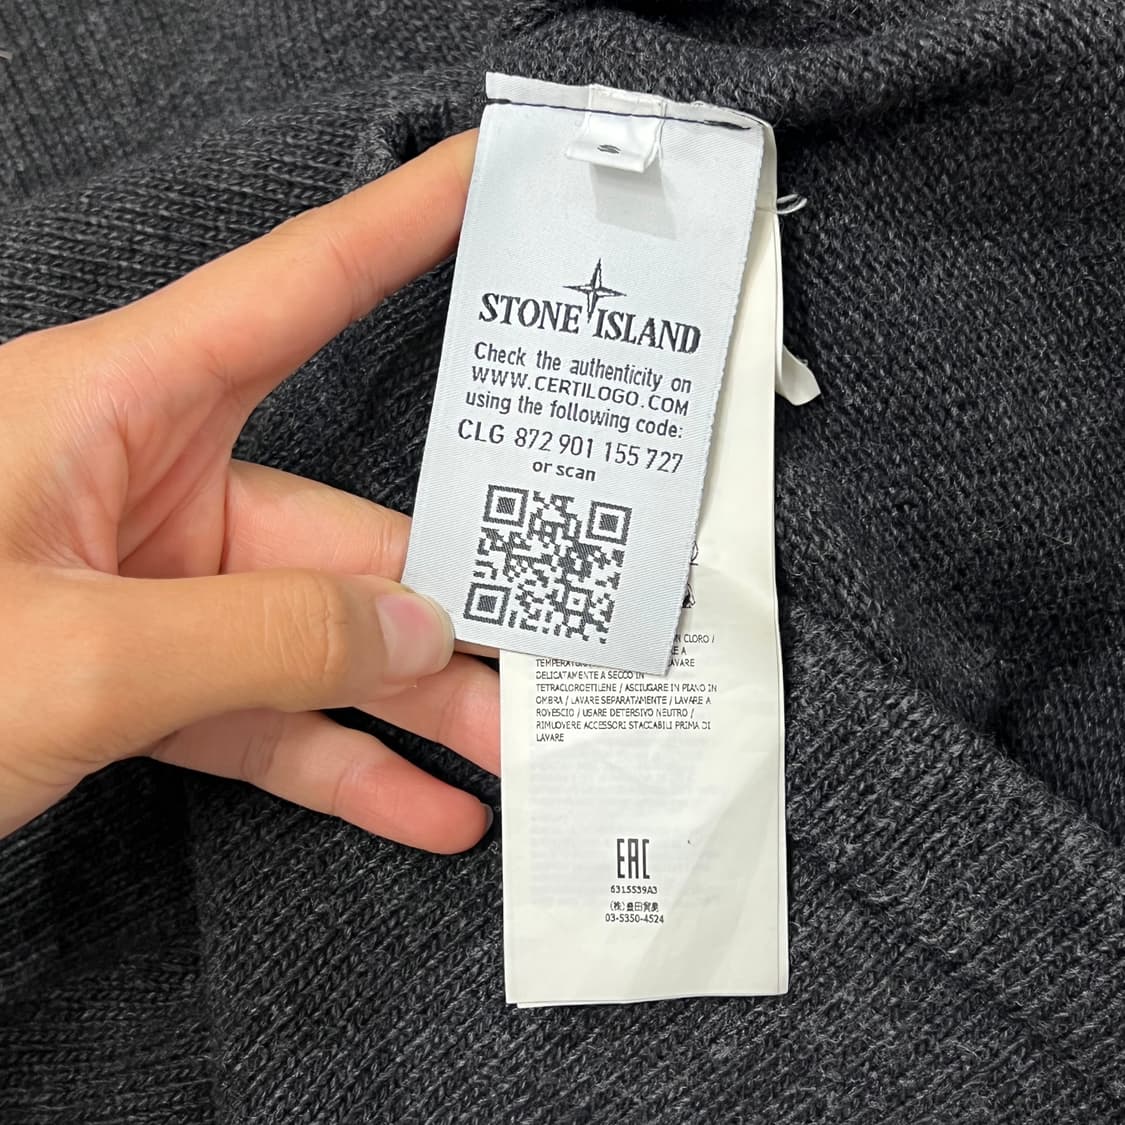 STONE ISLAND
Check the authenticity on
WWW.CERTILOGO.COM
using the following code:
CLG 872 901 155 727
or scan
CLORO /
TEMPERATURA
LAVARE
DELICATAMENTE A SECCO IN
TETRACLOROETILENE / ASCIUGARE IN PIANO IN
OMBRA / LAVARE SEPARATAMENTE / LAVARE A
ROVESCIO / USARE DETERSIVO NEUTRO /
RIMUOVERE ACCESSORI STACCABILI PRIMA DI
LAVARE
EAC
6315539A3
(株)豊田貿易
03-5350-4524